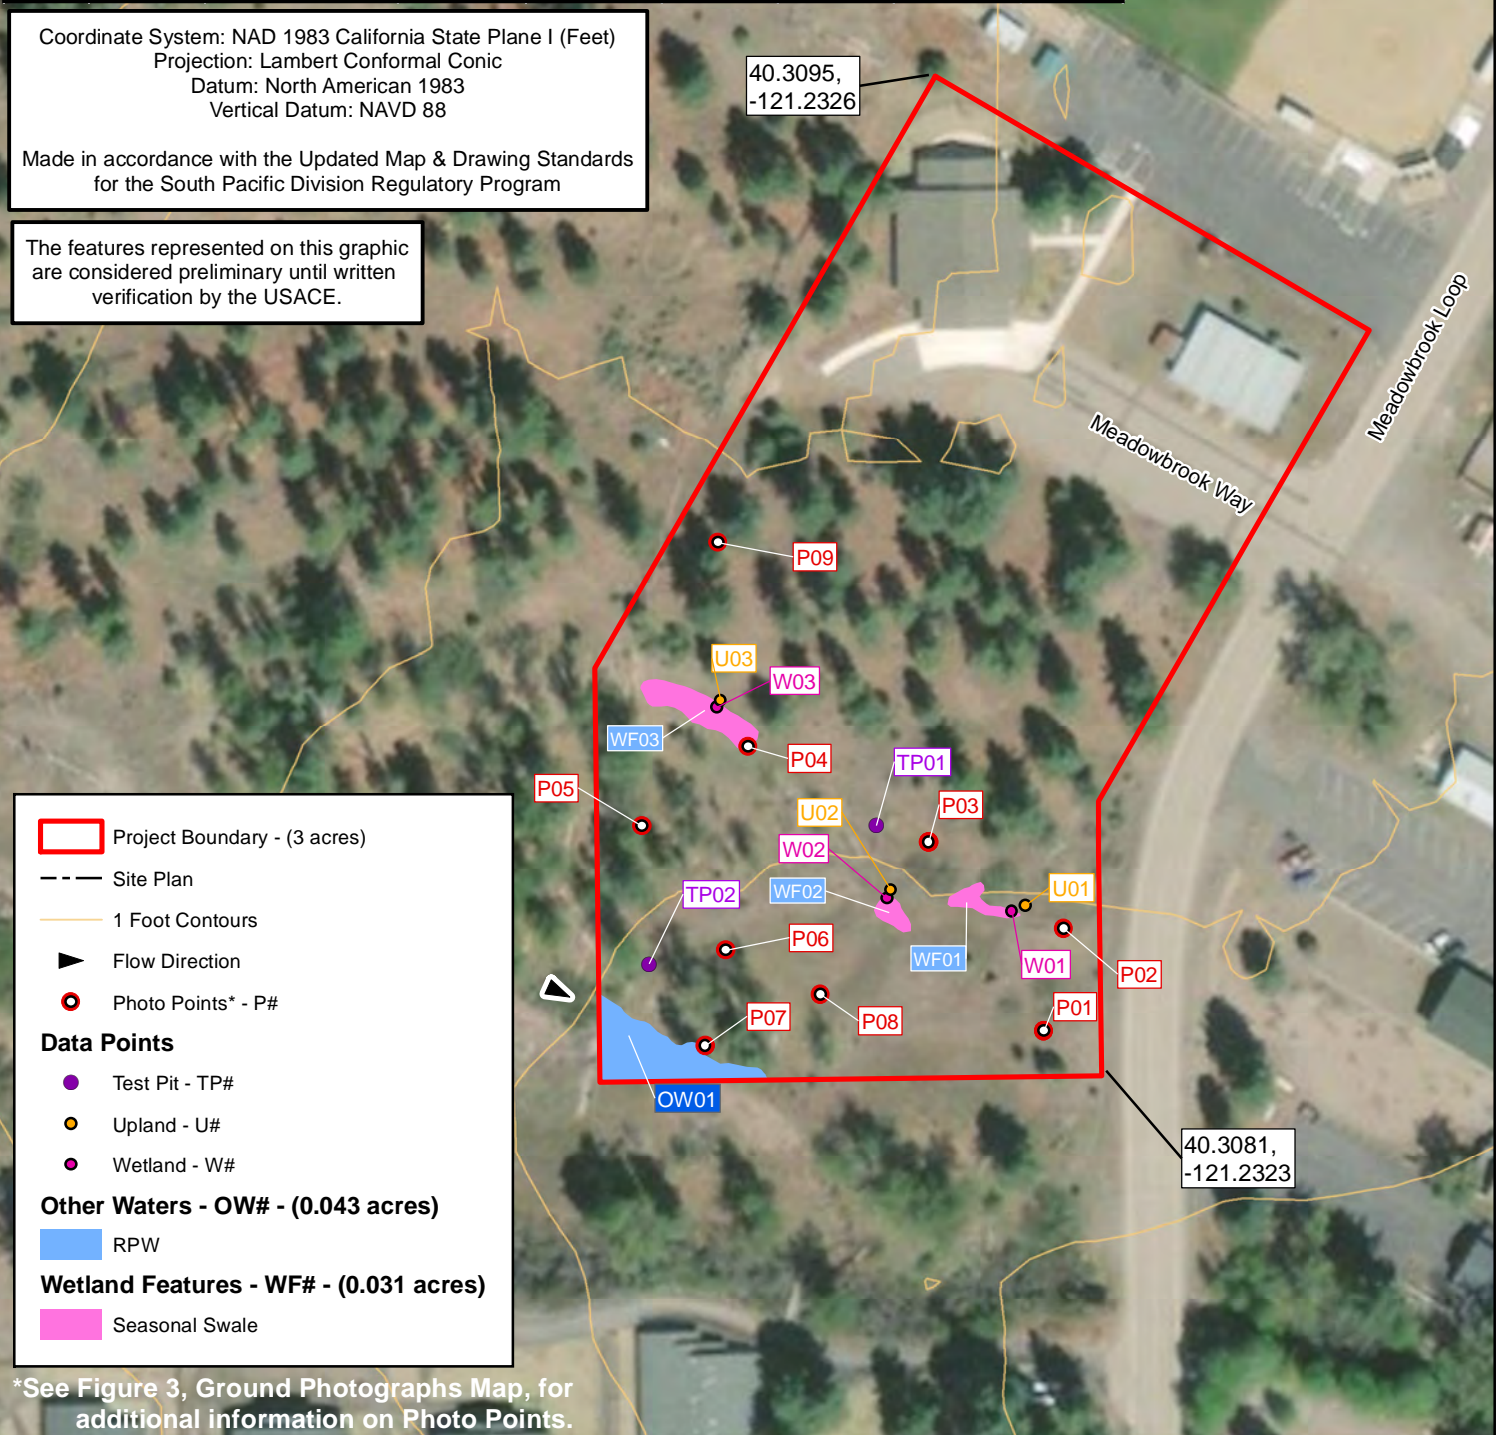 Coordinate System: NAD 1983 California State Plane I (Feet)
Projection: Lambert Conformal Conic
Datum: North American 1983
Vertical Datum: NAVD 88
Made in accordance with the Updated Map & Drawing Standards
for the South Pacific Division Regulatory Program
The features represented on this graphic
are considered preliminary until written
verification by the USACE.
40.3095,
-121.2326
Meadowbrook Loop
Meadowbrook Way
P09
U03
W03
WF03
P04
TP01
P05
P03
U02
W02
WF02
U01
TP02
P06
WF01
W01
P02
P07
P08
P01
OW01
40.3081,
-121.2323
Project Boundary - (3 acres)
Site Plan
1 Foot Contours
Flow Direction
Photo Points* - P#
Data Points
Test Pit - TP#
Upland - U#
Wetland - W#
Other Waters - OW# - (0.043 acres)
RPW
Wetland Features - WF# - (0.031 acres)
Seasonal Swale
*See Figure 3, Ground Photographs Map, for
additional information on Photo Points.